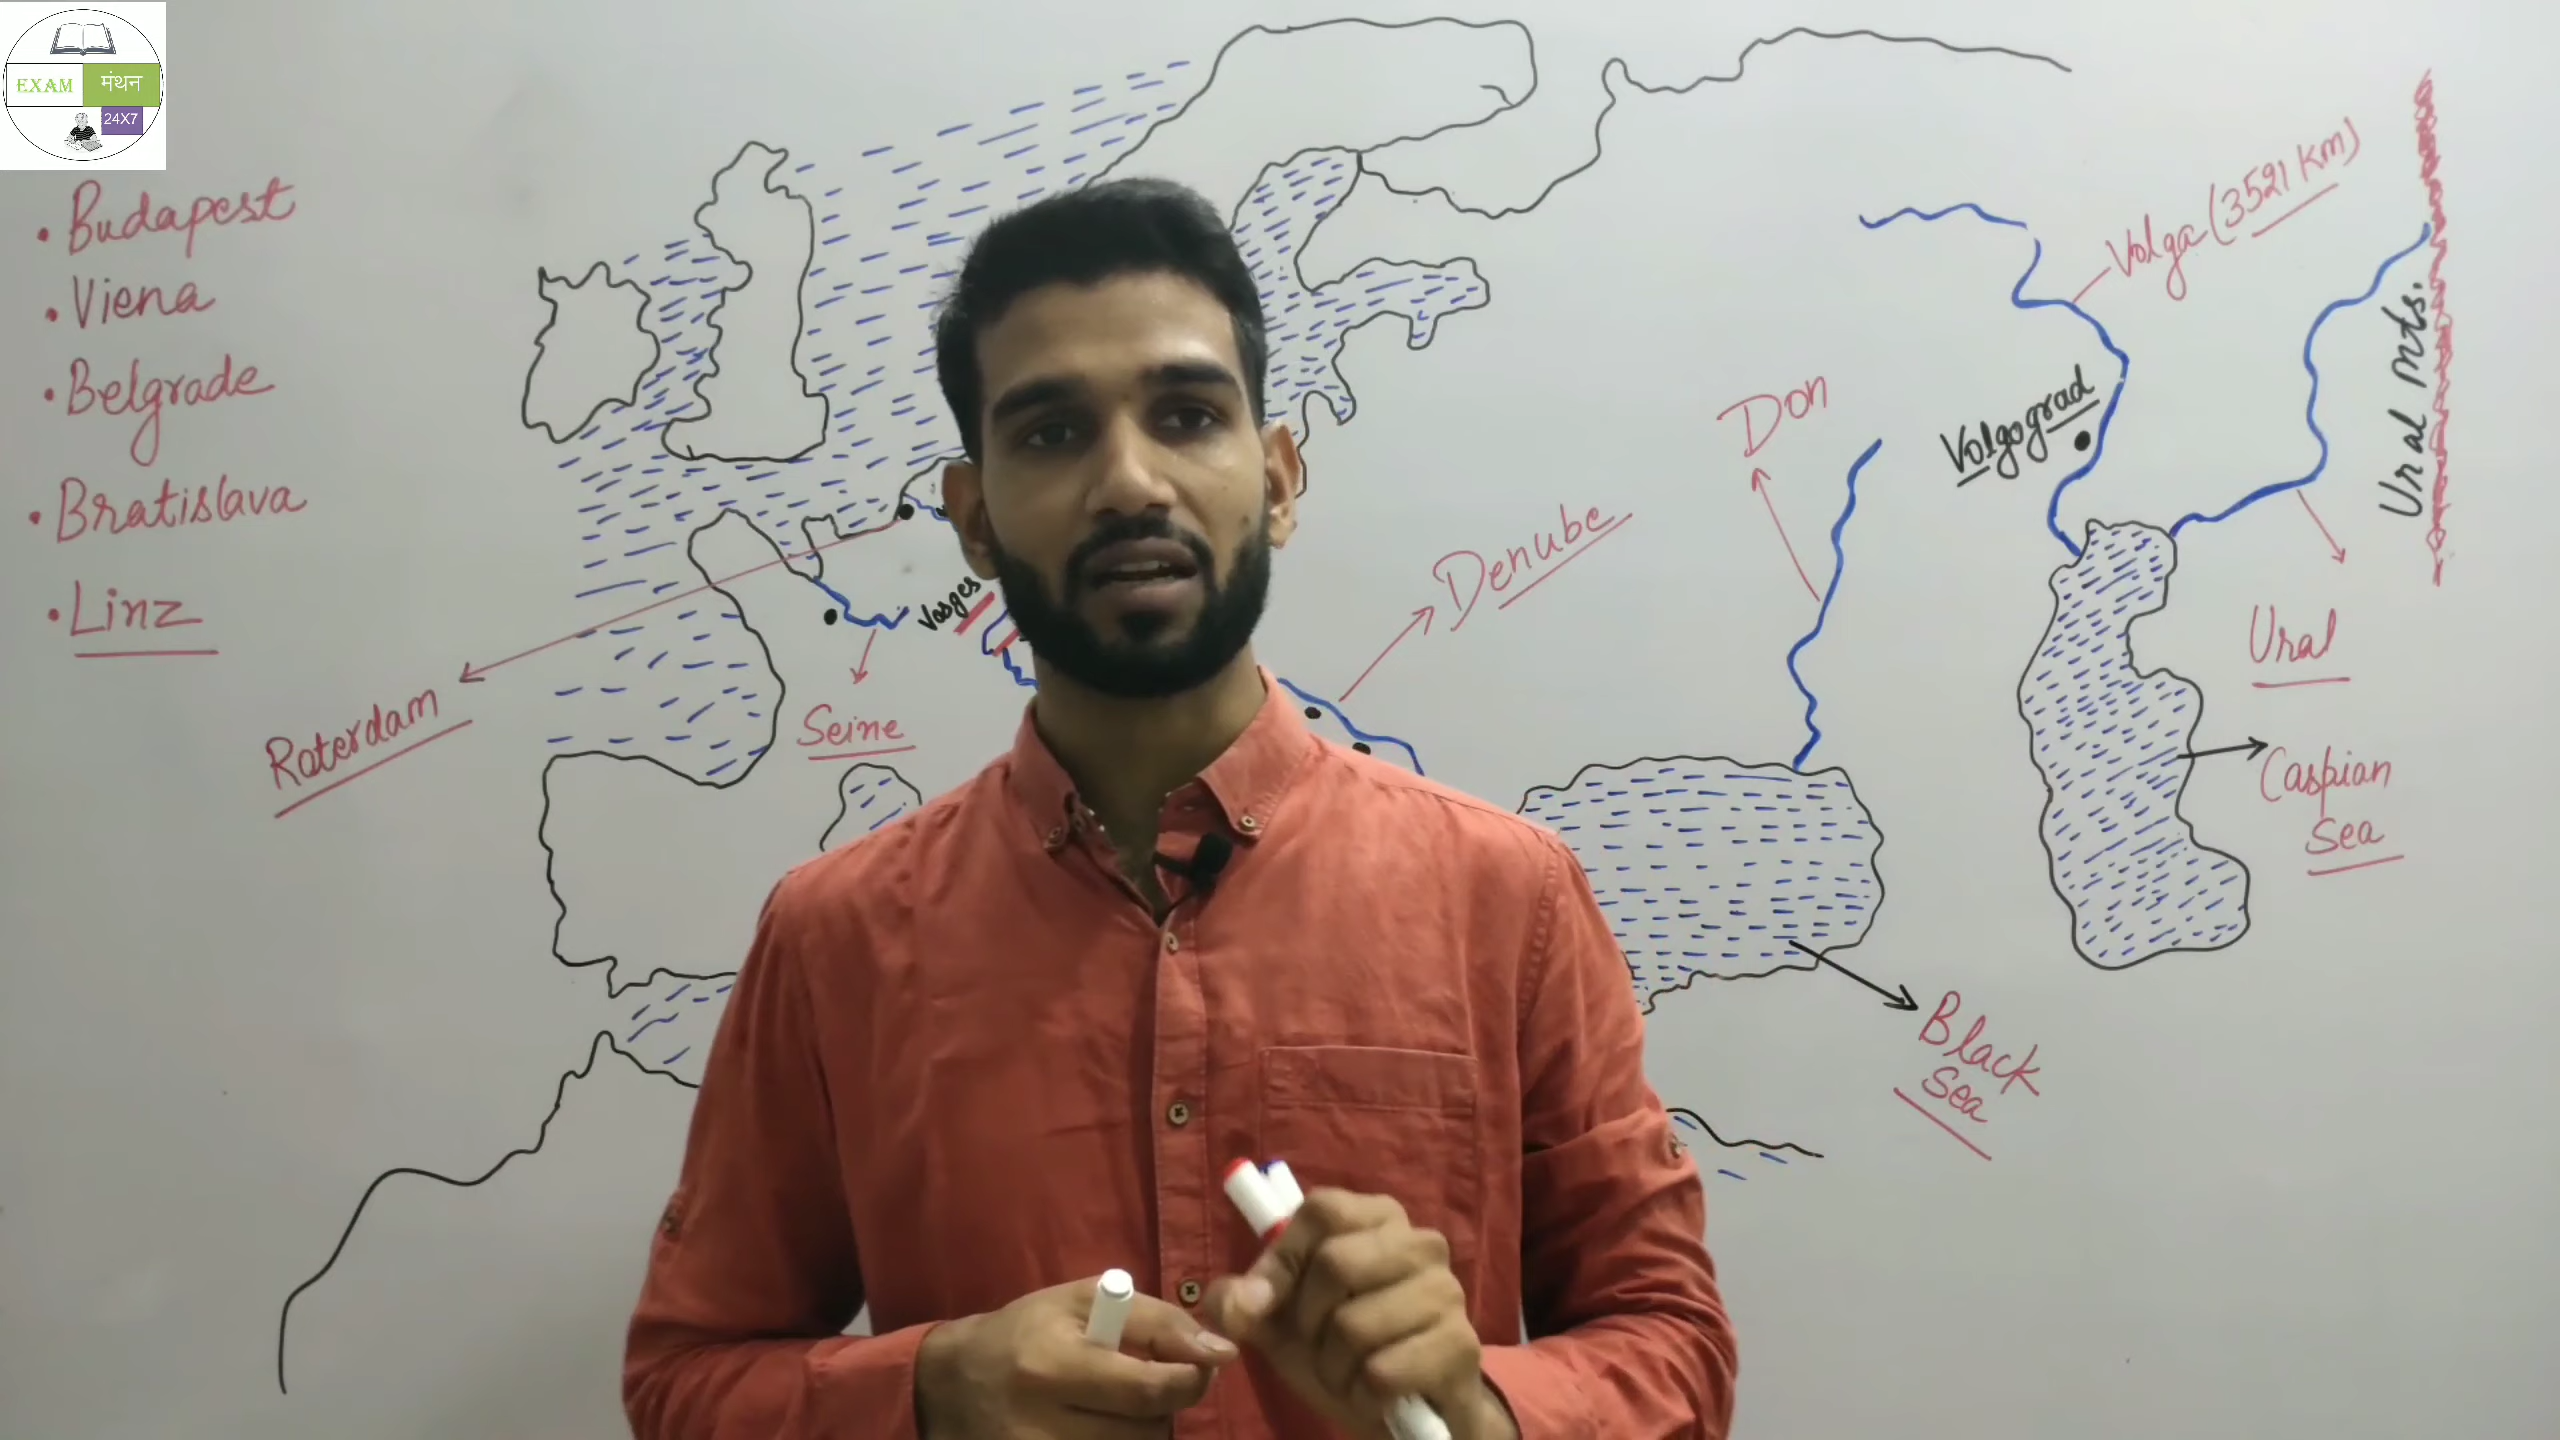 EXAM मंथन
24X7
• Budapest
• Viena
• Belgrade
• Bratislava
• Linz
Roterdam
Seine
Vosges
Denube
Don
Volgograd
Volga (3521 Km)
Ural mts.
Ural
Caspian
Sea
Black
Sea